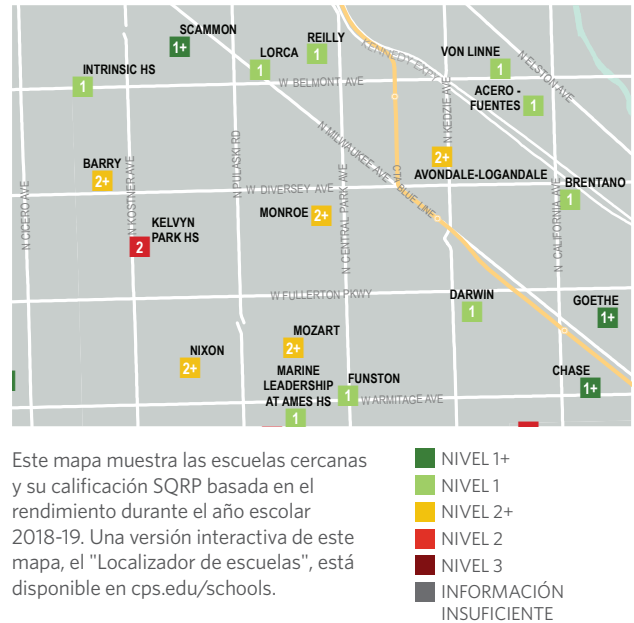 SCAMMON
1+
REILLY
1
LORCA
1
KENNEDY EXPY
VON LINNE
1
N ELSTON AVE
INTRINSIC HS
1
W BELMONT AVE
ACERO -
FUENTES
1
N CICERO AVE
N KOSTNER AVE
N PULASKI RD
N MILWAUKEE AVE
N CENTRAL PARK AVE
CTA BLUE LINE
N KEDZIE AVE
N CALIFORNIA AVE
BARRY
2+
2+
AVONDALE-LOGANDALE
W DIVERSEY AVE
BRENTANO
1
MONROE
2+
KELVYN
PARK HS
2
W FULLERTON PKWY
DARWIN
1
GOETHE
1+
MOZART
2+
NIXON
2+
MARINE
LEADERSHIP
AT AMES HS
1
FUNSTON
1
W ARMITAGE AVE
CHASE
1+
Este mapa muestra las escuelas cercanas
y su calificación SQRP basada en el
rendimiento durante el año escolar
2018-19. Una versión interactiva de este
mapa, el "Localizador de escuelas", está
disponible en cps.edu/schools.
NIVEL 1+
NIVEL 1
NIVEL 2+
NIVEL 2
NIVEL 3
INFORMACIÓN
INSUFICIENTE